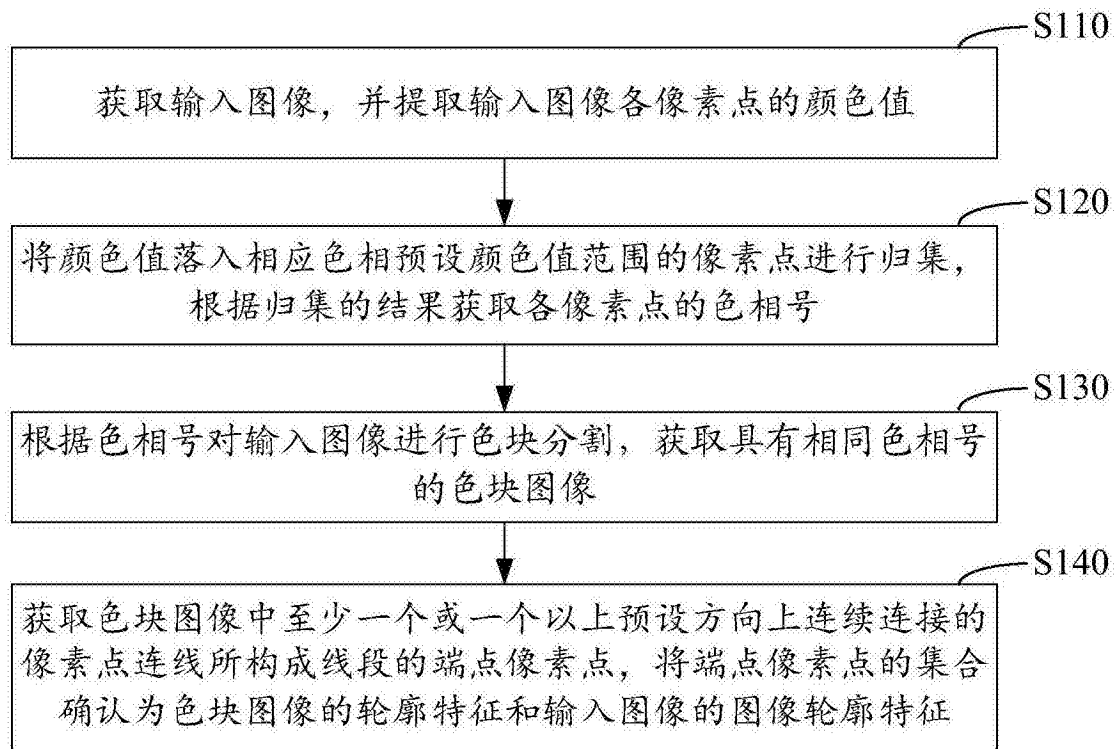 S110
获取输入图像，并提取输入图像各像素点的颜色值
S120
将颜色值落入相应色相预设颜色值范围的像素点进行归集，
根据归集的结果获取各像素点的色相号
S130
根据色相号对输入图像进行色块分割，获取具有相同色相号
的色块图像
S140
获取色块图像中至少一个或一个以上预设方向上连续连接的
像素点连线所构成线段的端点像素点，将端点像素点的集合
确认为色块图像的轮廓特征和输入图像的图像轮廓特征